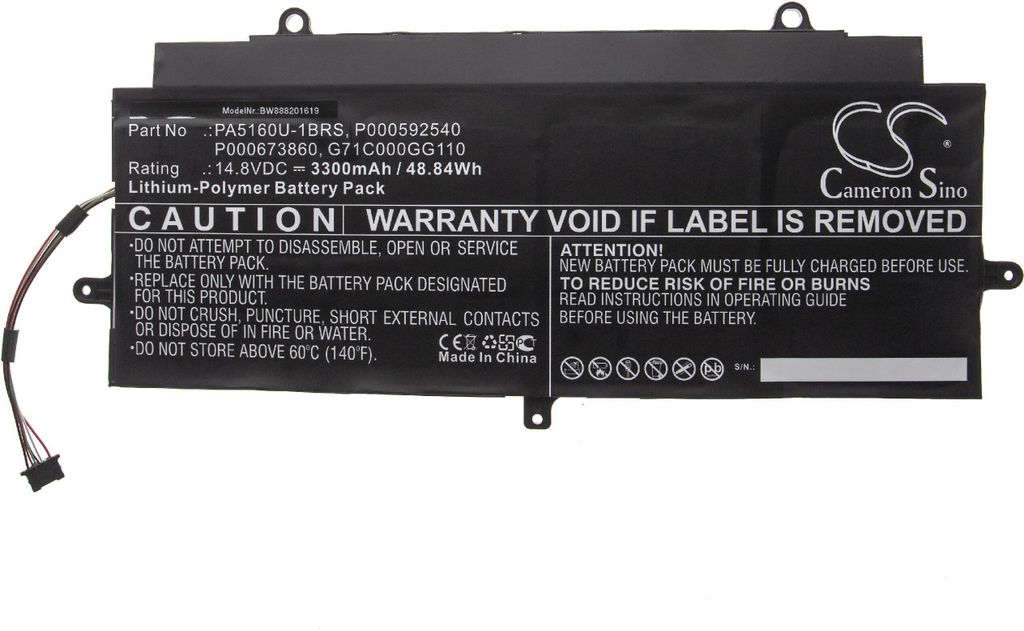 ModelNr.:BW888201619
Part No .:PA5160U-1BRS, P000592540
P000673860, G71C000GG110
Rating .:14.8VDC ⎓ 3300mAh / 48.84Wh
Lithium-Polymer Battery Pack
CS®
Cameron Sino
CAUTION WARRANTY VOID IF LABEL IS REMOVED
•DO NOT ATTEMPT TO DISASSEMBLE, OPEN OR SERVICE
THE BATTERY PACK.
•REPLACE ONLY WITH THE BATTERY PACK DESIGNATED
FOR THIS PRODUCT.
•DO NOT CRUSH, PUNCTURE, SHORT EXTERNAL CONTACTS
OR DISPOSE OF IN FIRE OR WATER.
•DO NOT STORE ABOVE 60°C (140°F).
CE
Made In China
ATTENTION!
NEW BATTERY PACK MUST BE FULLY CHARGED BEFORE USE.
TO REDUCE RISK OF FIRE OR BURNS
READ INSTRUCTIONS IN OPERATING GUIDE
BEFORE USING THE BATTERY.
pb
S/N.: